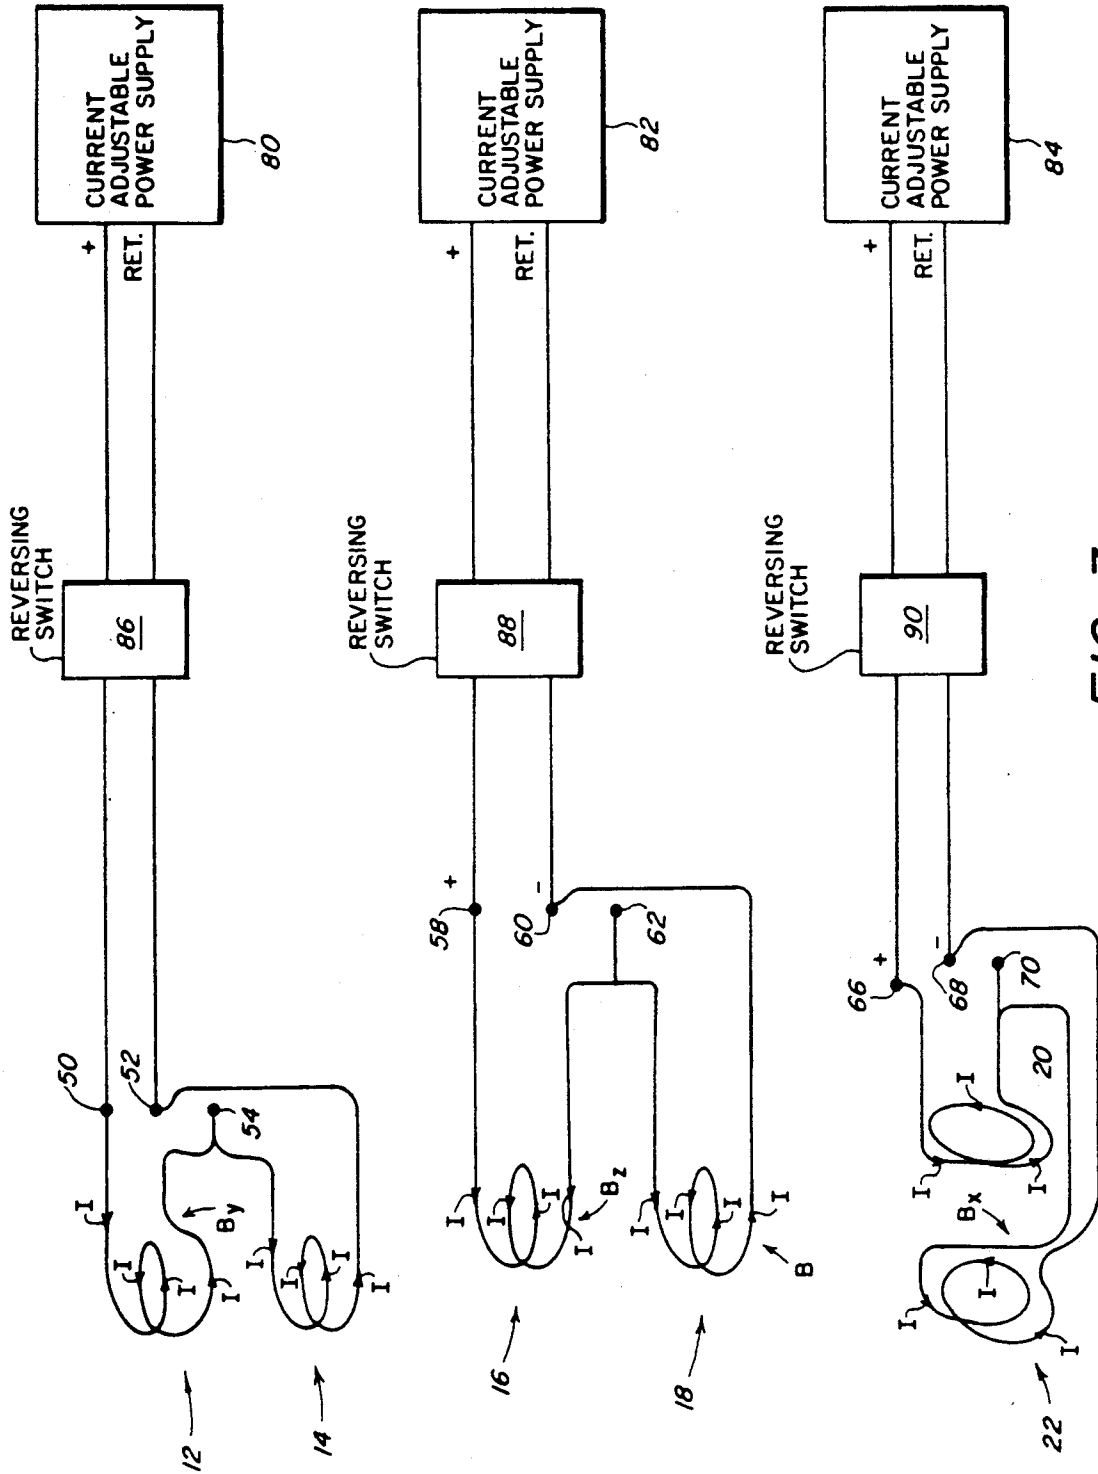 CURRENT
ADJUSTABLE
POWER SUPPLY
80
+
RET.
REVERSING
SWITCH
86
50
52
54
I
I
I
I
By
I
I
I
I
12
14
CURRENT
ADJUSTABLE
POWER SUPPLY
82
+
RET.
REVERSING
SWITCH
88
+
58
-
60
62
I
I
I
I
Bz
I
I
I
I
B
16
18
CURRENT
ADJUSTABLE
POWER SUPPLY
84
+
RET.
REVERSING
SWITCH
90
+
66
-
68
70
20
I
I
I
Bx
I
I
I
22